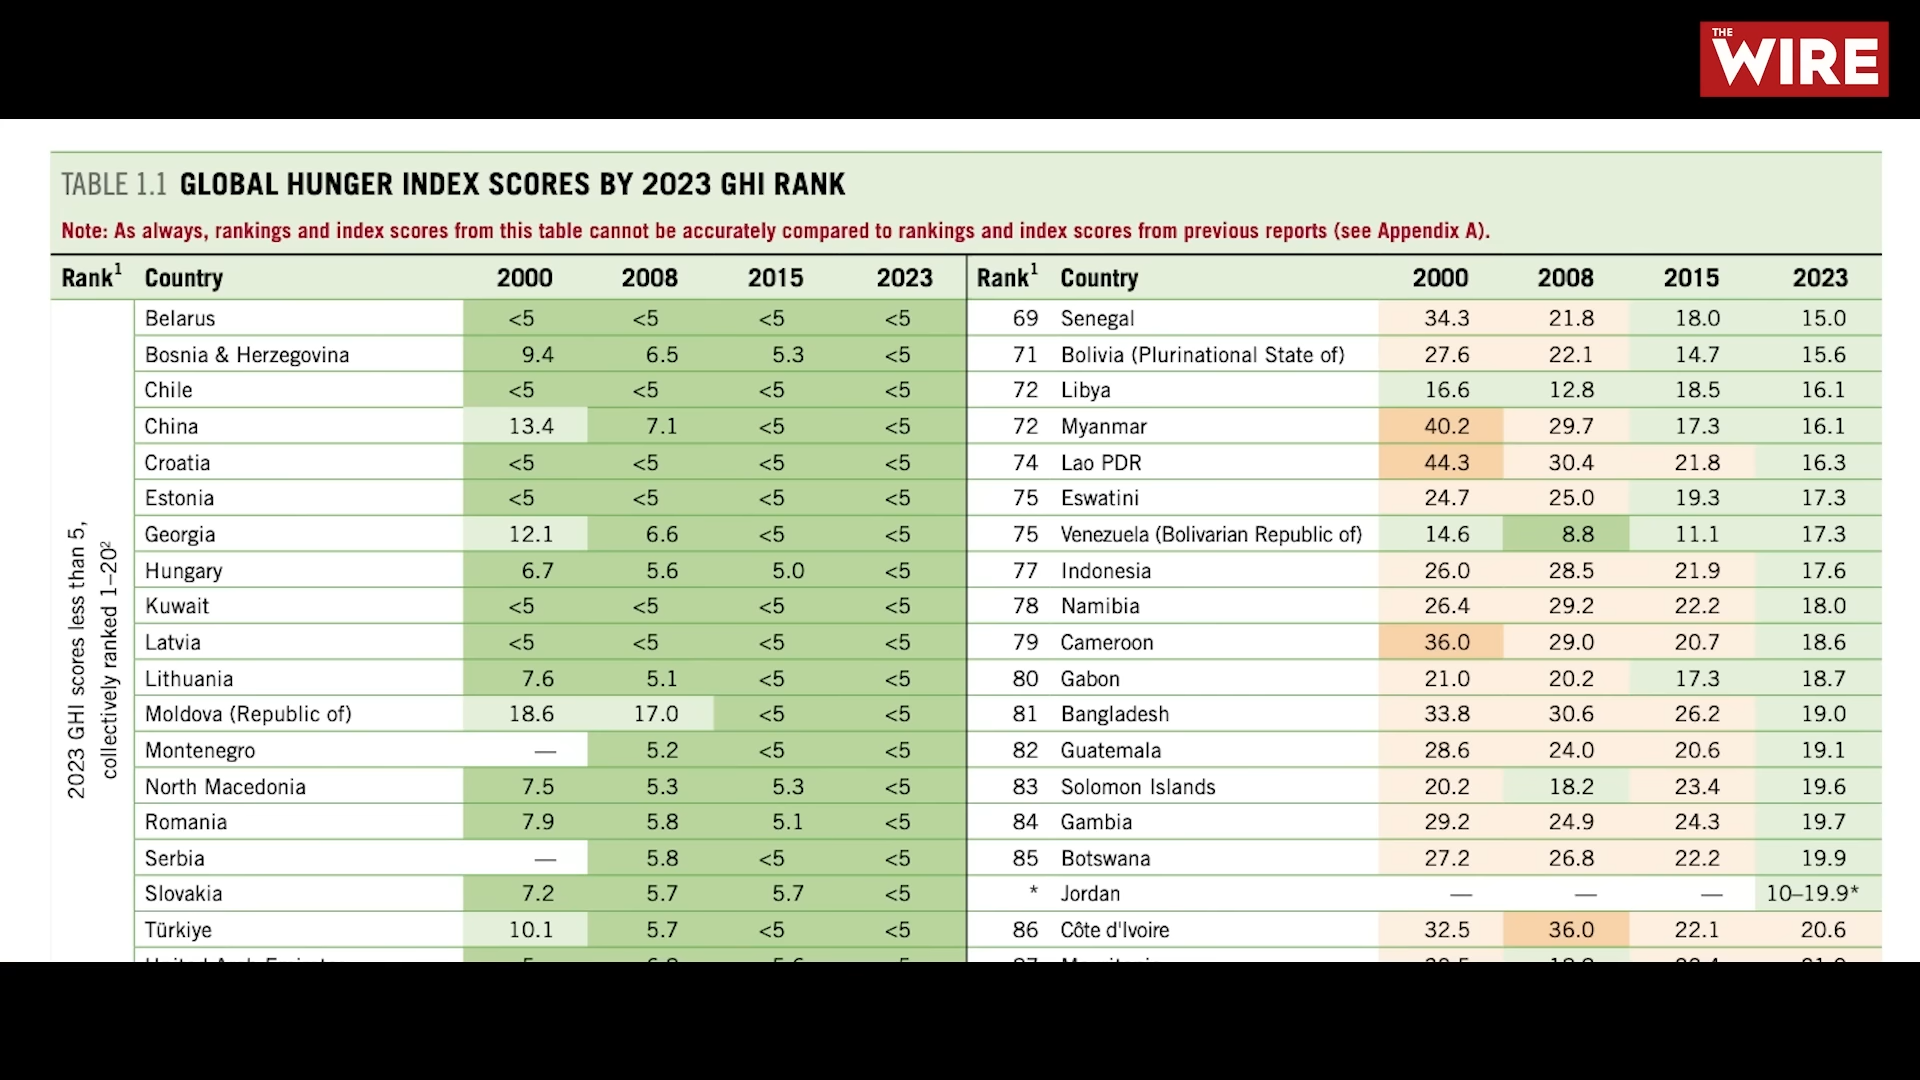 THE
WIRE
TABLE 1.1 GLOBAL HUNGER INDEX SCORES BY 2023 GHI RANK
Note: As always, rankings and index scores from this table cannot be accurately compared to rankings and index scores from previous reports (see Appendix A).
Rank¹ Country 2000 2008 2015 2023
2023 GHI scores less than 5,
collectively ranked 1–20²
Belarus <5 <5 <5 <5
Bosnia & Herzegovina 9.4 6.5 5.3 <5
Chile <5 <5 <5 <5
China 13.4 7.1 <5 <5
Croatia <5 <5 <5 <5
Estonia <5 <5 <5 <5
Georgia 12.1 6.6 <5 <5
Hungary 6.7 5.6 5.0 <5
Kuwait <5 <5 <5 <5
Latvia <5 <5 <5 <5
Lithuania 7.6 5.1 <5 <5
Moldova (Republic of) 18.6 17.0 <5 <5
Montenegro — 5.2 <5 <5
North Macedonia 7.5 5.3 5.3 <5
Romania 7.9 5.8 5.1 <5
Serbia — 5.8 <5 <5
Slovakia 7.2 5.7 5.7 <5
Türkiye 10.1 5.7 <5 <5
Rank¹ Country 2000 2008 2015 2023
69 Senegal 34.3 21.8 18.0 15.0
71 Bolivia (Plurinational State of) 27.6 22.1 14.7 15.6
72 Libya 16.6 12.8 18.5 16.1
72 Myanmar 40.2 29.7 17.3 16.1
74 Lao PDR 44.3 30.4 21.8 16.3
75 Eswatini 24.7 25.0 19.3 17.3
75 Venezuela (Bolivarian Republic of) 14.6 8.8 11.1 17.3
77 Indonesia 26.0 28.5 21.9 17.6
78 Namibia 26.4 29.2 22.2 18.0
79 Cameroon 36.0 29.0 20.7 18.6
80 Gabon 21.0 20.2 17.3 18.7
81 Bangladesh 33.8 30.6 26.2 19.0
82 Guatemala 28.6 24.0 20.6 19.1
83 Solomon Islands 20.2 18.2 23.4 19.6
84 Gambia 29.2 24.9 24.3 19.7
85 Botswana 27.2 26.8 22.2 19.9
* Jordan — — — 10–19.9*
86 Côte d'Ivoire 32.5 36.0 22.1 20.6